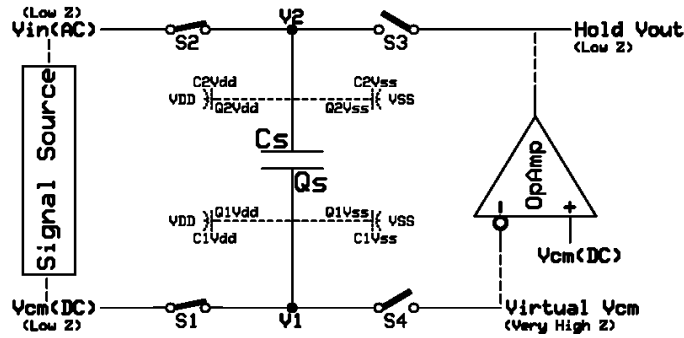 (Low Z)
Vin(AC)
S2
V2
S3
Hold Vout
(Low Z)
Signal Source
C2Vdd
C2Vss
VDD
Q2Vdd
Q2Vss
VSS
Cs
Qs
OpAmp
- +
Q1Vdd
Q1Vss
VDD
VSS
C1Vdd
C1Vss
Vcm(DC)
Vcm(DC)
(Low Z)
S1
V1
S4
Virtual Vcm
(Very High Z)